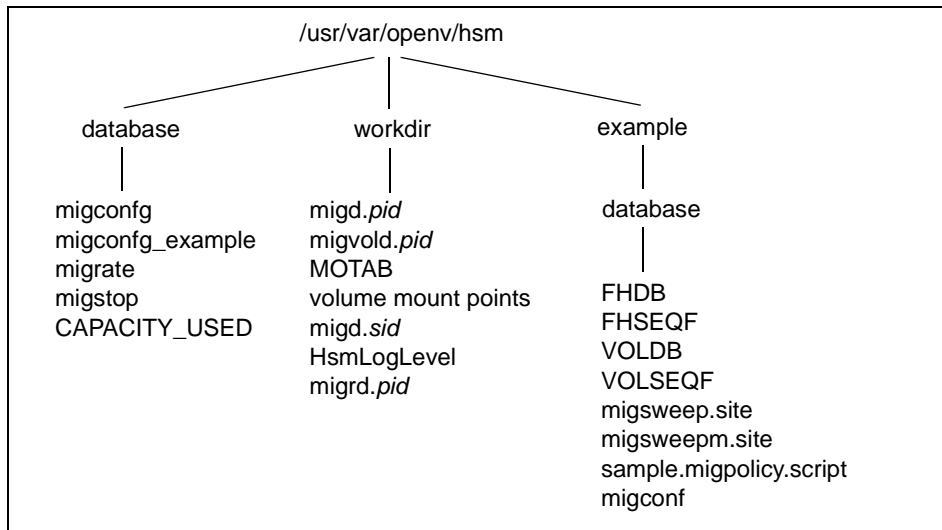 /usr/var/openv/hsm
database
workdir
example
migconfg
migconfg_example
migrate
migstop
CAPACITY_USED
migd.pid
migvold.pid
MOTAB
volume mount points
migd.sid
HsmLogLevel
migrd.pid
database
FHDB
FHSEQF
VOLDB
VOLSEQF
migsweep.site
migsweepm.site
sample.migpolicy.script
migconf